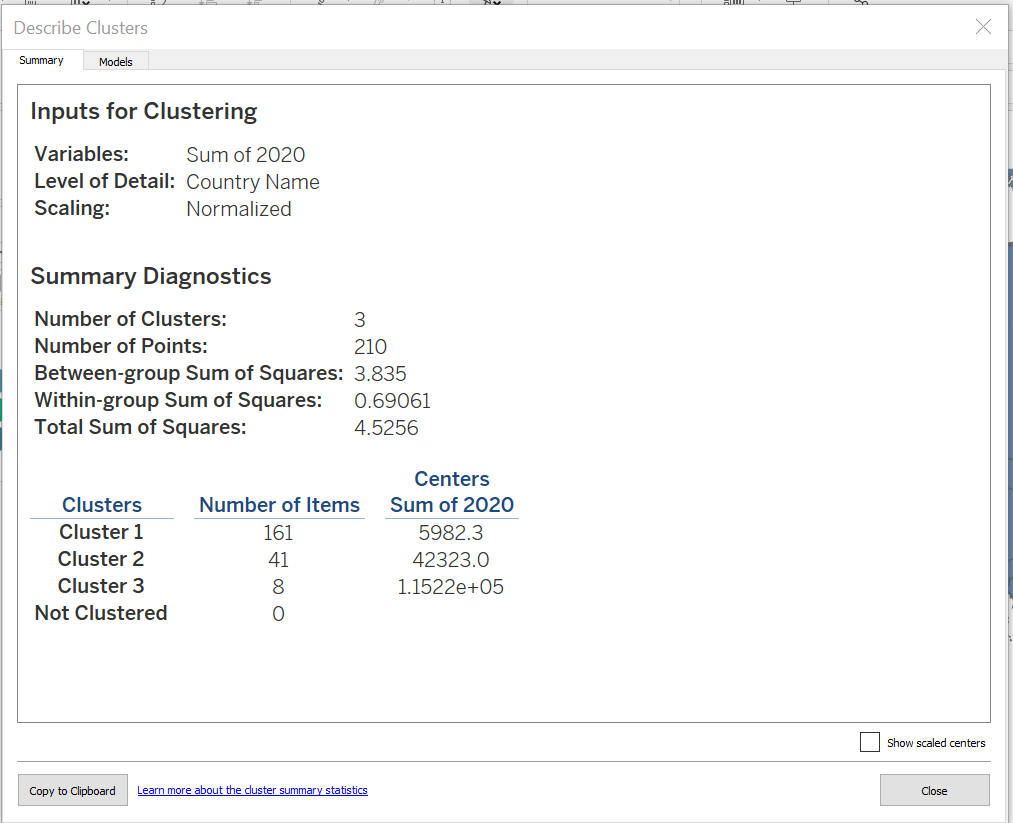 Describe Clusters
Summary Models
Inputs for Clustering
Variables: Sum of 2020
Level of Detail: Country Name
Scaling: Normalized
Summary Diagnostics
Number of Clusters: 3
Number of Points: 210
Between-group Sum of Squares: 3.835
Within-group Sum of Squares: 0.69061
Total Sum of Squares: 4.5256
Centers
Clusters Number of Items Sum of 2020
Cluster 1 161 5982.3
Cluster 2 41 42323.0
Cluster 3 8 1.1522e+05
Not Clustered 0
Show scaled centers
Copy to Clipboard Learn more about the cluster summary statistics Close